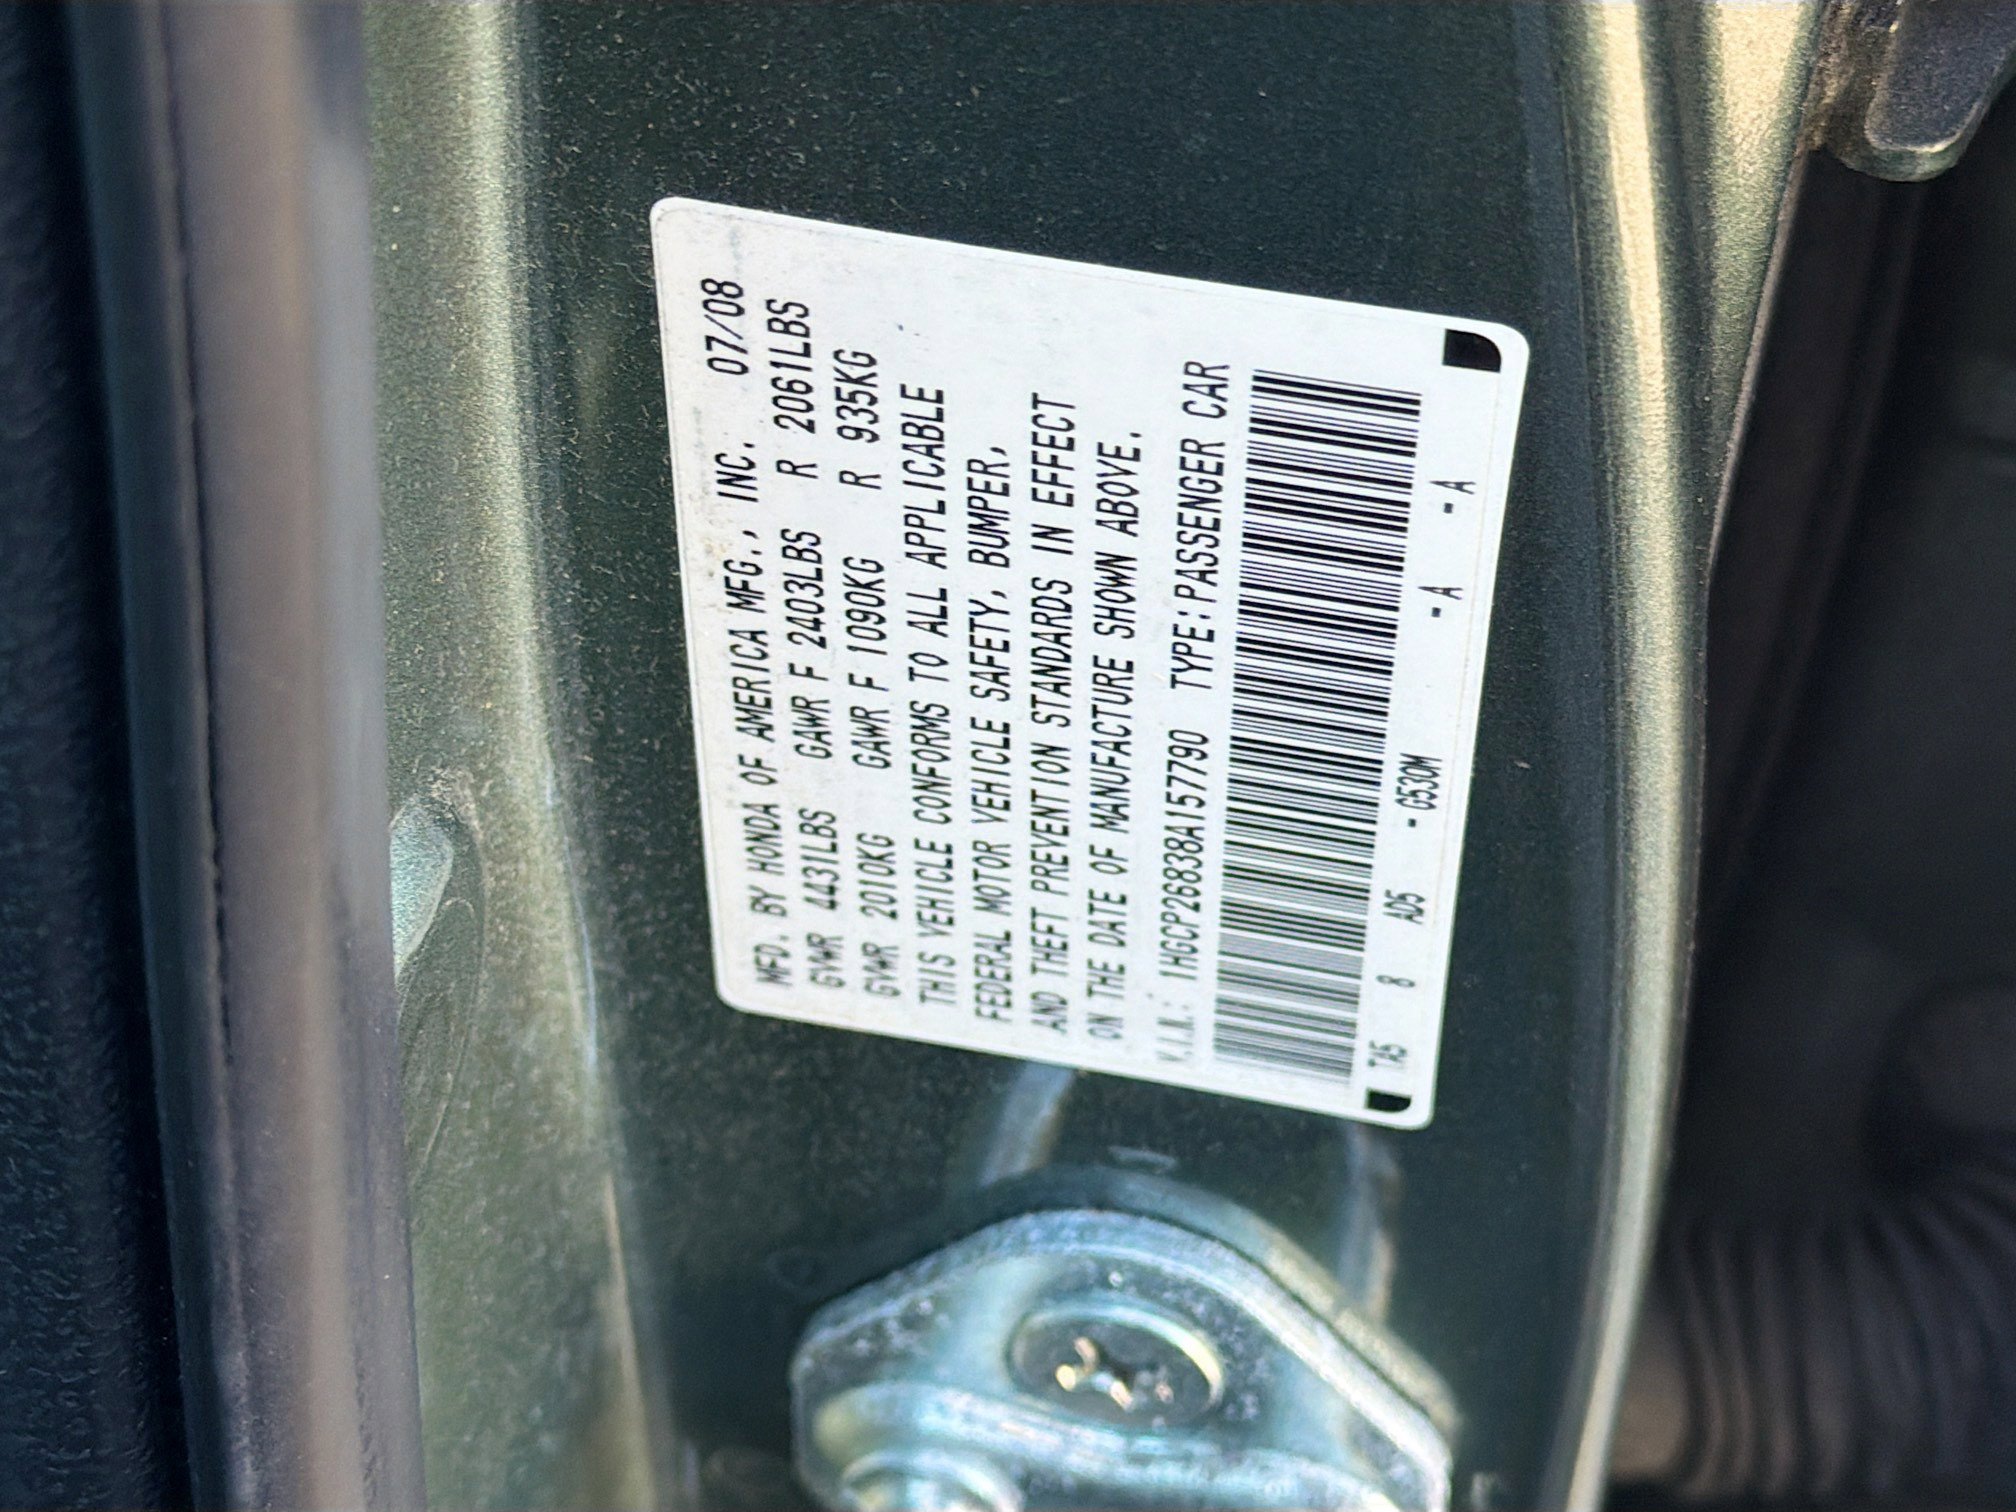 MFD. BY HONDA OF AMERICA MFG., INC. 07/08
GVWR 4431LBS GAWR F 2403LBS R 2061LBS
GVWR 2010KG GAWR F 1090KG R 935KG
THIS VEHICLE CONFORMS TO ALL APPLICABLE
FEDERAL MOTOR VEHICLE SAFETY, BUMPER,
AND THEFT PREVENTION STANDARDS IN EFFECT
ON THE DATE OF MANUFACTURE SHOWN ABOVE.
V.I.N.: 1HGCP26838A157790 TYPE:PASSENGER CAR
TA5 8 AD5 - G530M - A - A